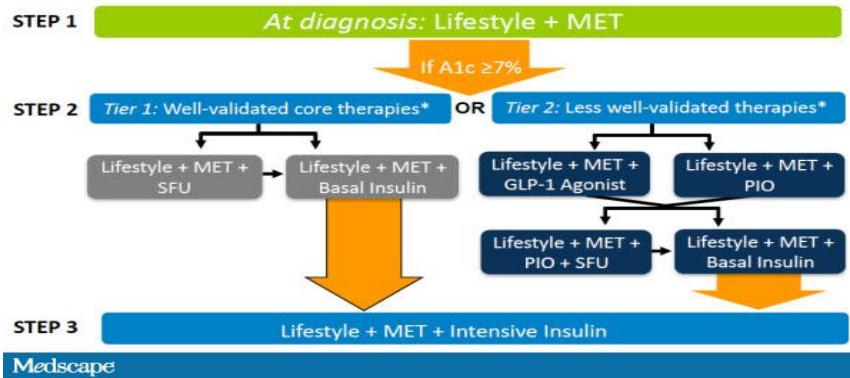 STEP 1
At diagnosis: Lifestyle + MET
If A1c ≥7%
STEP 2
Tier 1: Well-validated core therapies*
OR
Tier 2: Less well-validated therapies*
Lifestyle + MET +
SFU
Lifestyle + MET +
Basal Insulin
Lifestyle + MET +
GLP-1 Agonist
Lifestyle + MET +
PIO
Lifestyle + MET +
PIO + SFU
Lifestyle + MET +
Basal Insulin
STEP 3
Lifestyle + MET + Intensive Insulin
Medscape